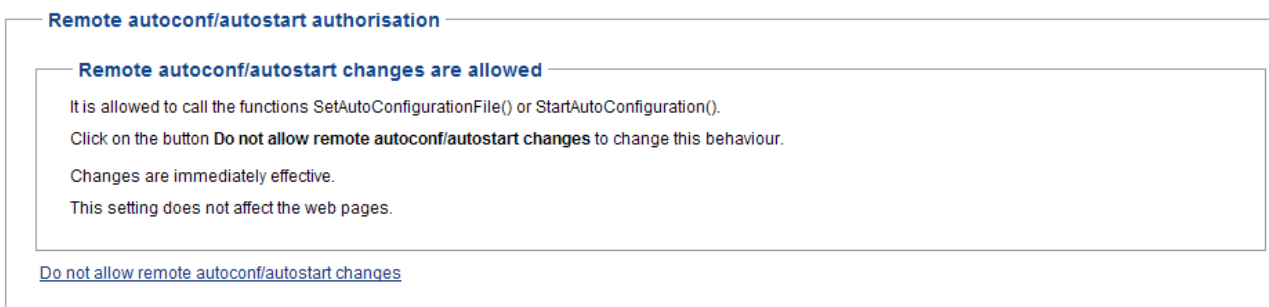 Remote autoconf/autostart authorisation
Remote autoconf/autostart changes are allowed
It is allowed to call the functions SetAutoConfigurationFile() or StartAutoConfiguration().
Click on the button Do not allow remote autoconf/autostart changes to change this behaviour.
Changes are immediately effective.
This setting does not affect the web pages.
Do not allow remote autoconf/autostart changes